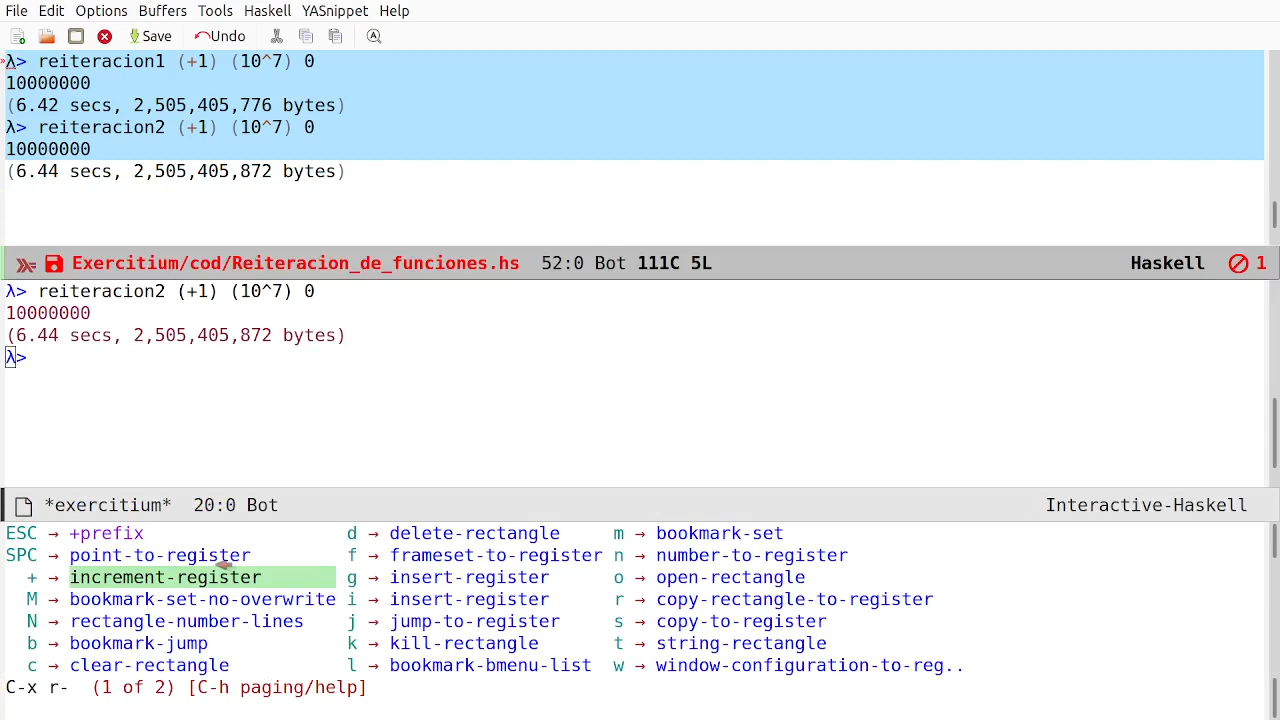 File Edit Options Buffers Tools Haskell YASnippet Help
Save Undo
λ> reiteracion1 (+1) (10^7) 0
10000000
(6.42 secs, 2,505,405,776 bytes)
λ> reiteracion2 (+1) (10^7) 0
10000000
(6.44 secs, 2,505,405,872 bytes)
Exercitium/cod/Reiteracion_de_funciones.hs 52:0 Bot 111C 5L Haskell 1
λ> reiteracion2 (+1) (10^7) 0
10000000
(6.44 secs, 2,505,405,872 bytes)
λ>
*exercitium* 20:0 Bot Interactive-Haskell
ESC → +prefix d → delete-rectangle m → bookmark-set
SPC → point-to-register f → frameset-to-register n → number-to-register
+ → increment-register g → insert-register o → open-rectangle
M → bookmark-set-no-overwrite i → insert-register r → copy-rectangle-to-register
N → rectangle-number-lines j → jump-to-register s → copy-to-register
b → bookmark-jump k → kill-rectangle t → string-rectangle
c → clear-rectangle l → bookmark-bmenu-list w → window-configuration-to-reg..
C-x r- (1 of 2) [C-h paging/help]